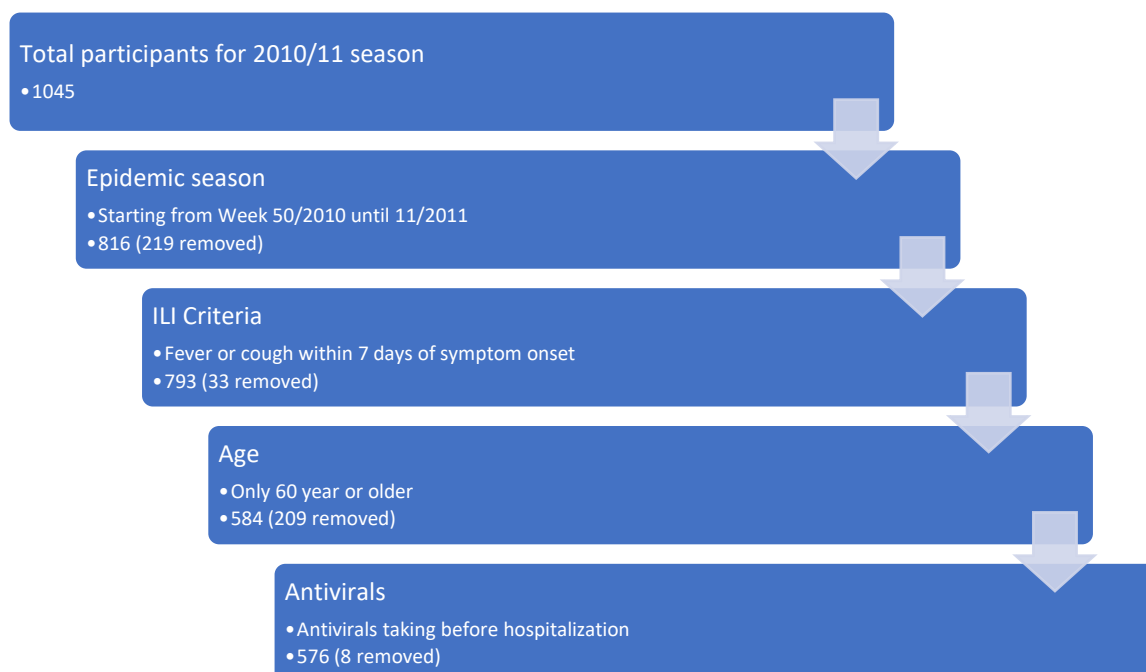 Total participants for 2010/11 season
•1045
Epidemic season
•Starting from Week 50/2010 until 11/2011
•816 (219 removed)
ILI Criteria
•Fever or cough within 7 days of symptom onset
•793 (33 removed)
Age
•Only 60 year or older
•584 (209 removed)
Antivirals
•Antivirals taking before hospitalization
•576 (8 removed)